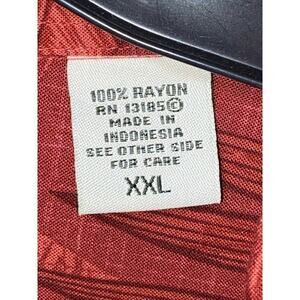 100% RAYON
RN 13185©
MADE IN
INDONESIA
SEE OTHER SIDE
FOR CARE
XXL